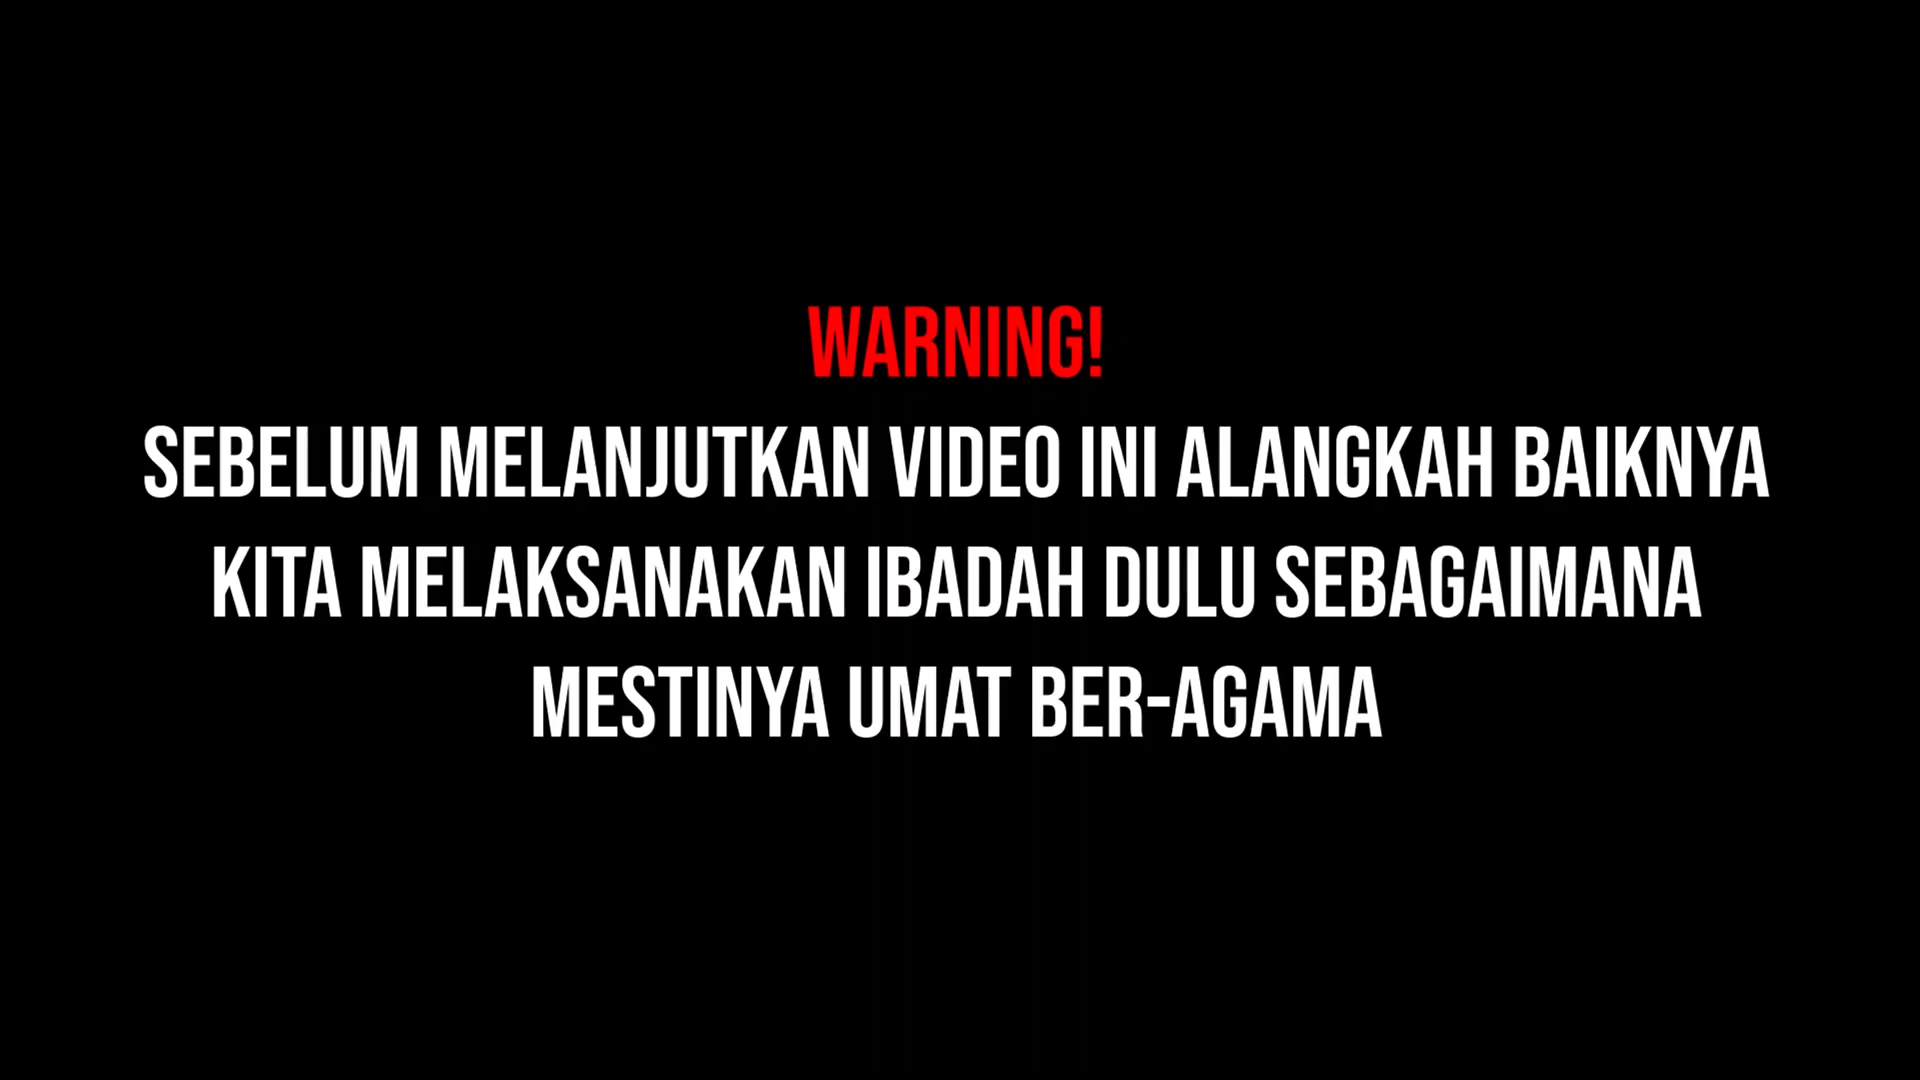 WARNING!
SEBELUM MELANJUTKAN VIDEO INI ALANGKAH BAIKNYA
KITA MELAKSANAKAN IBADAH DULU SEBAGAIMANA
MESTINYA UMAT BER-AGAMA